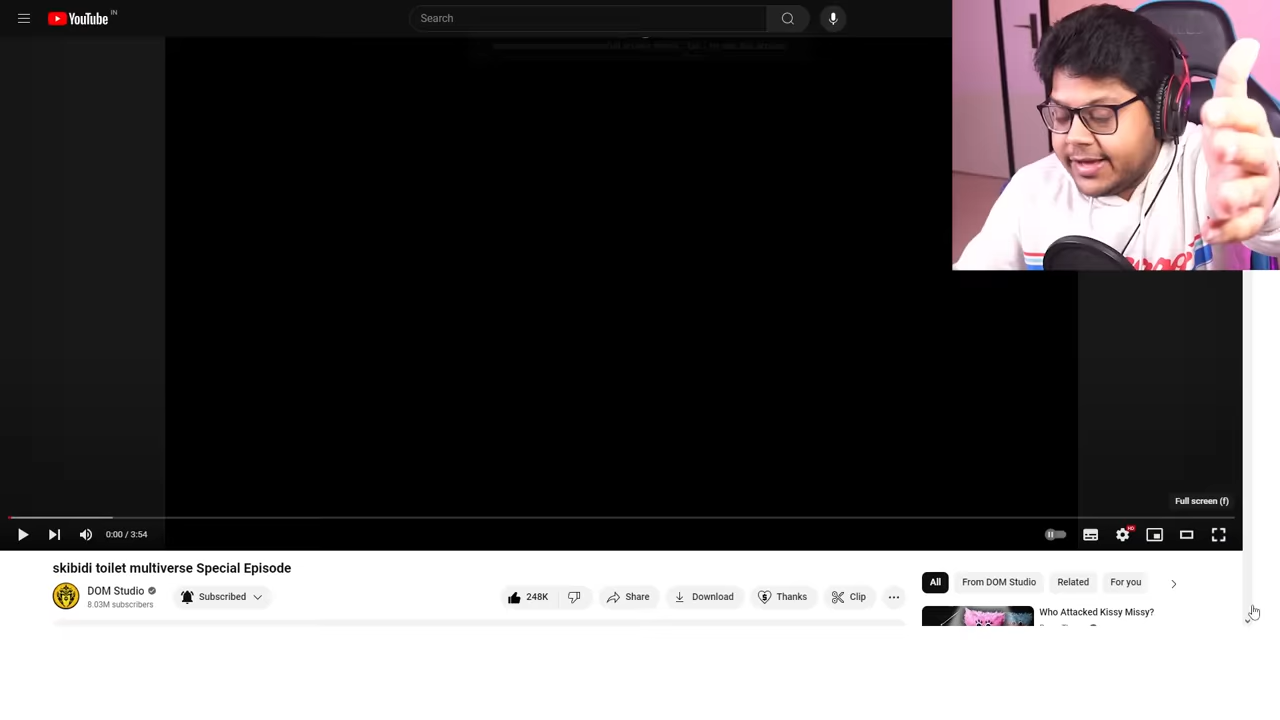 YouTube IN
Search
Full screen (f)
0:00 / 3:54
HD
skibidi toilet multiverse Special Episode
DOM Studio
8.03M subscribers
Subscribed
248K
Share
Download
Thanks
Clip
All
From DOM Studio
Related
For you
Who Attacked Kissy Missy?